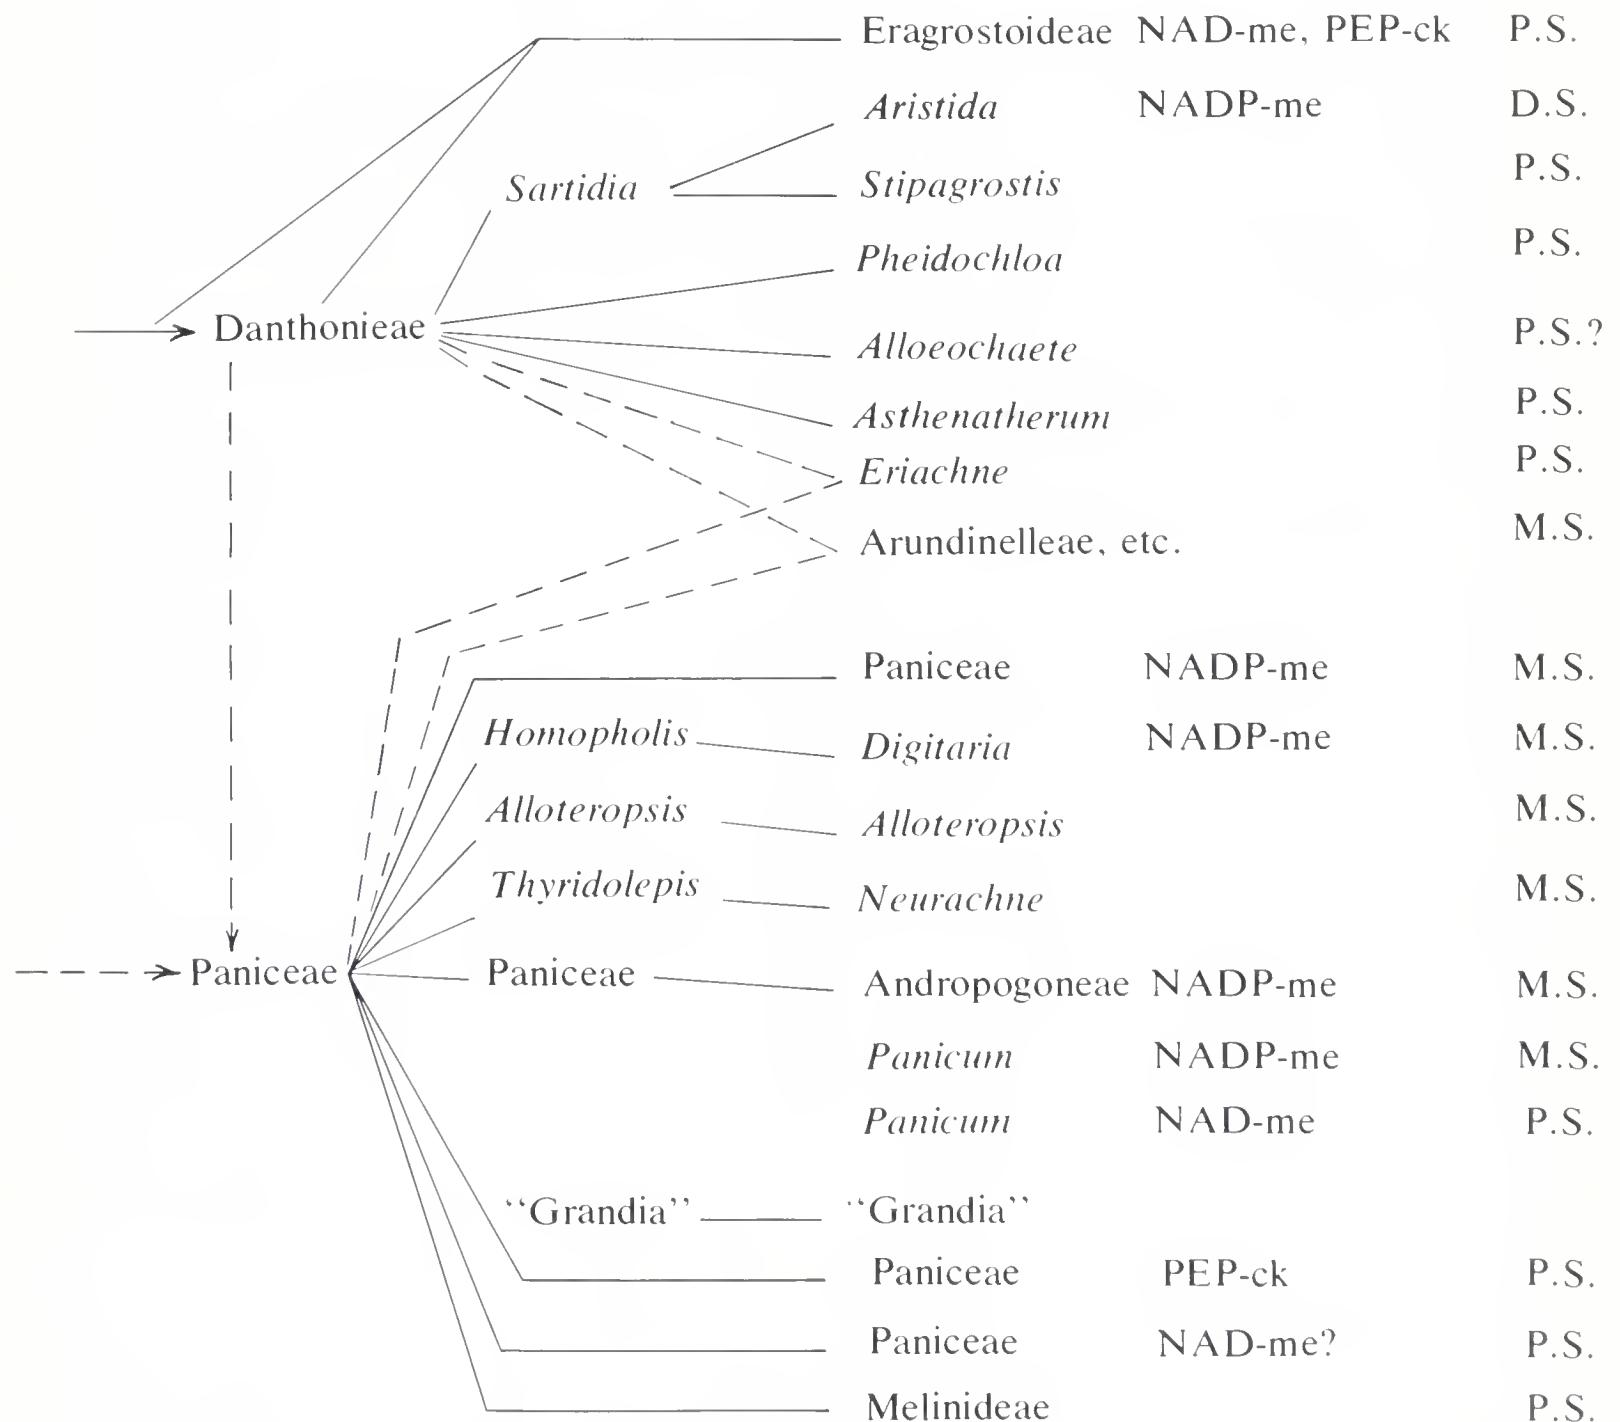 Eragrostoideae NAD-me, PEP-ck P.S.
Aristida NADP-me D.S.
P.S.
Sartidia Stipagrostis
P.S.
Pheidochloa
Danthonieae P.S.?
Alloeochaete
P.S.
Asthenatherum
P.S.
Eriachne
M.S.
Arundinelleae, etc.
Paniceae NADP-me M.S.
Homopholis Digitaria NADP-me M.S.
Alloteropsis Alloteropsis M.S.
Thyridolepis Neurachne M.S.
Paniceae Paniceae Andropogoneae NADP-me M.S.
Panicum NADP-me M.S.
Panicum NAD-me P.S.
“Grandia” “Grandia”
Paniceae PEP-ck P.S.
Paniceae NAD-me? P.S.
Melinideae P.S.